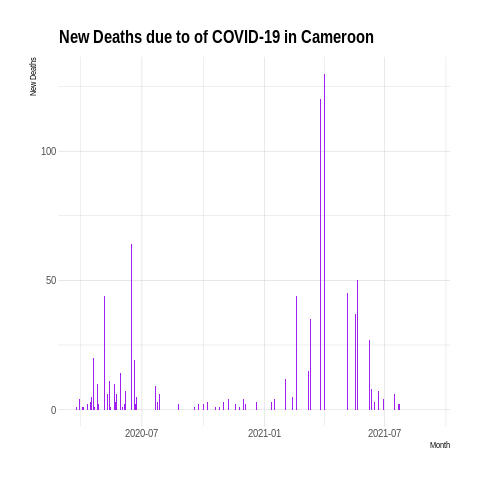 New Deaths due to of COVID-19 in Cameroon
New Deaths
100
50
0
2020-07
2021-01
2021-07
Month